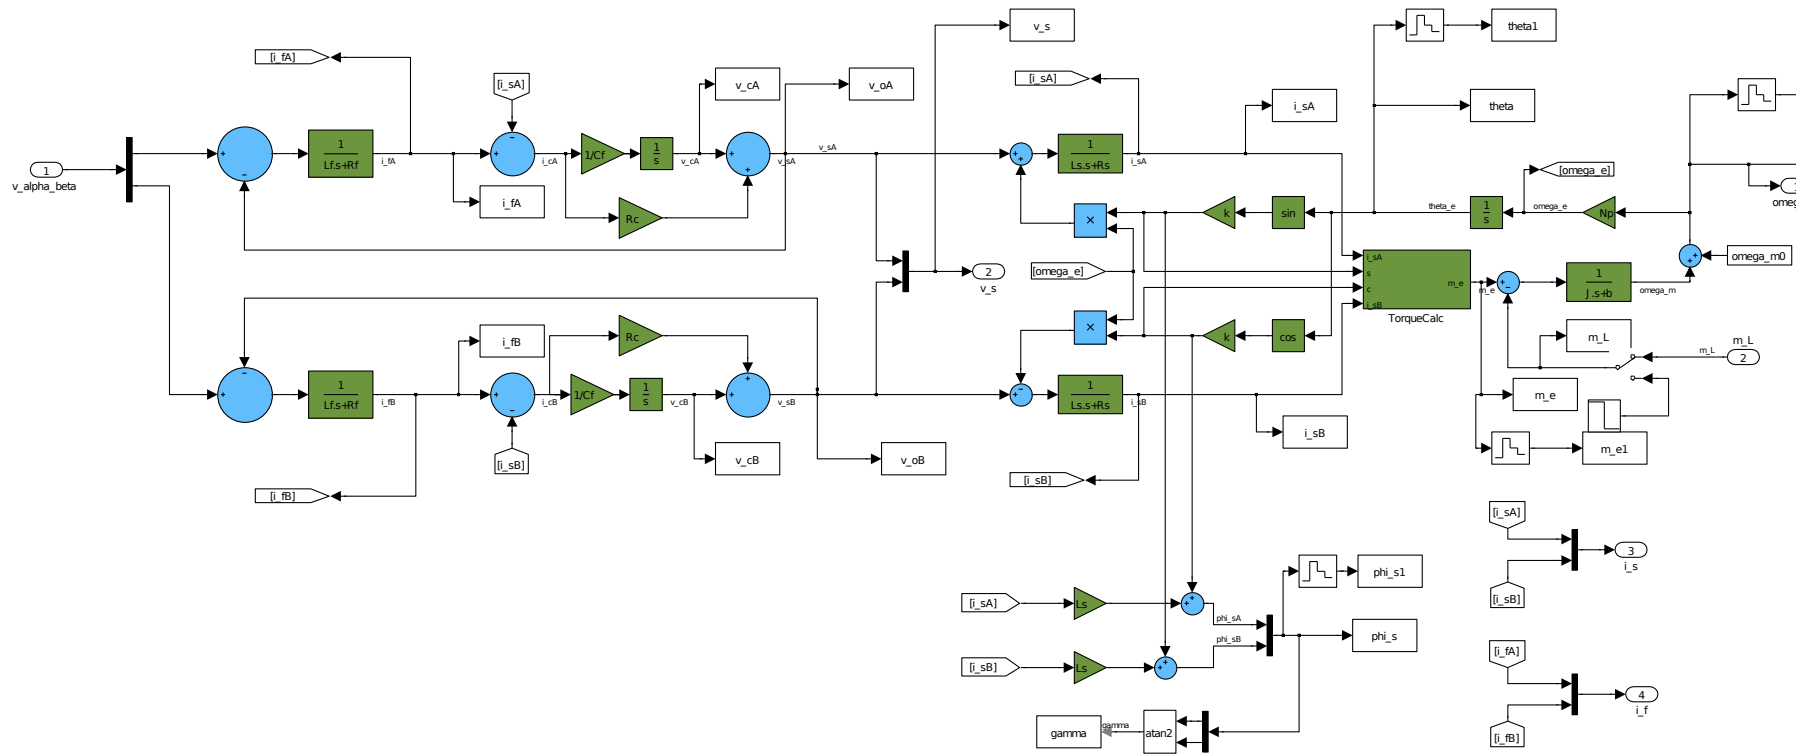 v_s
theta1
[i_fA]
[i_sA]
v_cA
v_oA
[i_sA]
i_sA
theta
1
v_alpha_beta
+
−
1
Lf.s+Rf
i_fA
i_fA
−
+
i_cA
1/Cf
1
s
v_cA
Rc
+
+
v_sA
v_sA
+
+
1
Ls.s+Rs
i_sA
×
k
sin
theta_e
1
s
omega_e
[omega_e]
Np
1
[omega_e]
2
v_s
i_sA
s
c
i_sB
m_e
TorqueCalc
m_e
+
−
1
J.s+b
omega_m
+
+
omega_m0
×
k
cos
m_L
m_L
m_L
2
−
+
1
Lf.s+Rf
i_fB
i_fB
+
−
i_cB
Rc
1/Cf
1
s
v_cB
+
+
v_sB
−
+
1
Ls.s+Rs
i_sB
m_e
[i_sB]
v_cB
v_oB
i_sB
m_e1
[i_fB]
[i_sB]
[i_sA]
3
i_s
[i_sB]
phi_s1
[i_sA]
Ls
+
+
phi_sA
phi_sB
phi_s
[i_sB]
Ls
+
+
[i_fA]
4
i_f
[i_fB]
gamma
gamma
atan2